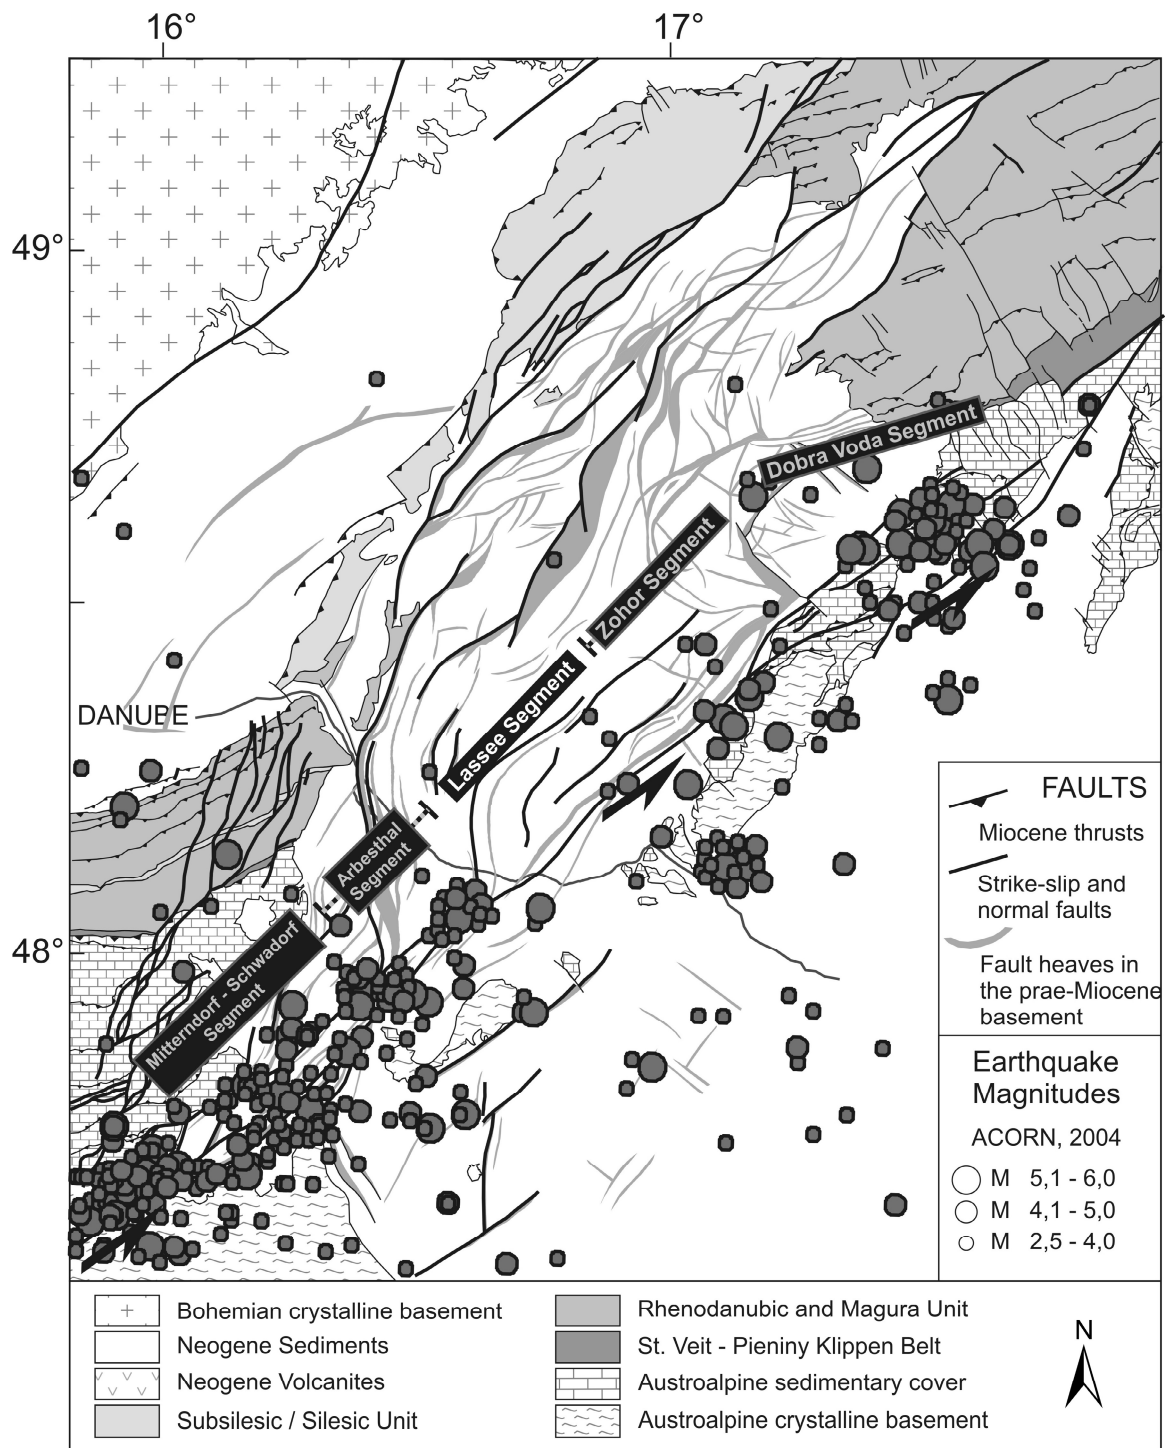 16°
17°
49°
Dobra Voda Segment
Zohor Segment
Lassee Segment
DANUBE
Arbesthal
Segment
48°
Mitterndorf - Schwadorf
Segment
FAULTS
Miocene thrusts
Strike-slip and
normal faults
Fault heaves in
the prae-Miocene
basement
Earthquake
Magnitudes
ACORN, 2004
M 5,1 - 6,0
M 4,1 - 5,0
M 2,5 - 4,0
Bohemian crystalline basement
Neogene Sediments
Neogene Volcanites
Subsilesic / Silesic Unit
Rhenodanubic and Magura Unit
St. Veit - Pieniny Klippen Belt
Austroalpine sedimentary cover
Austroalpine crystalline basement
N